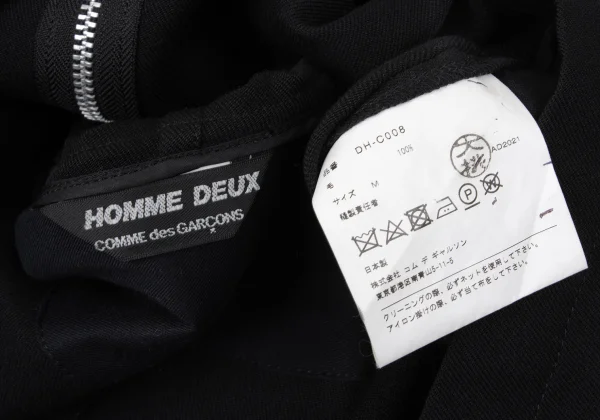 HOMME DEUX
COMME des GARÇONS
品番 DH-C008
毛 100%
サイズ M
縫製責任者
大桃
AD2021
日本製
株式会社 コム デ ギャルソン
東京都港区南青山5-11-5
クリーニングの際、必ずネットを使用して下さい。
アイロン掛けの際、必ず当て布をして下さい。